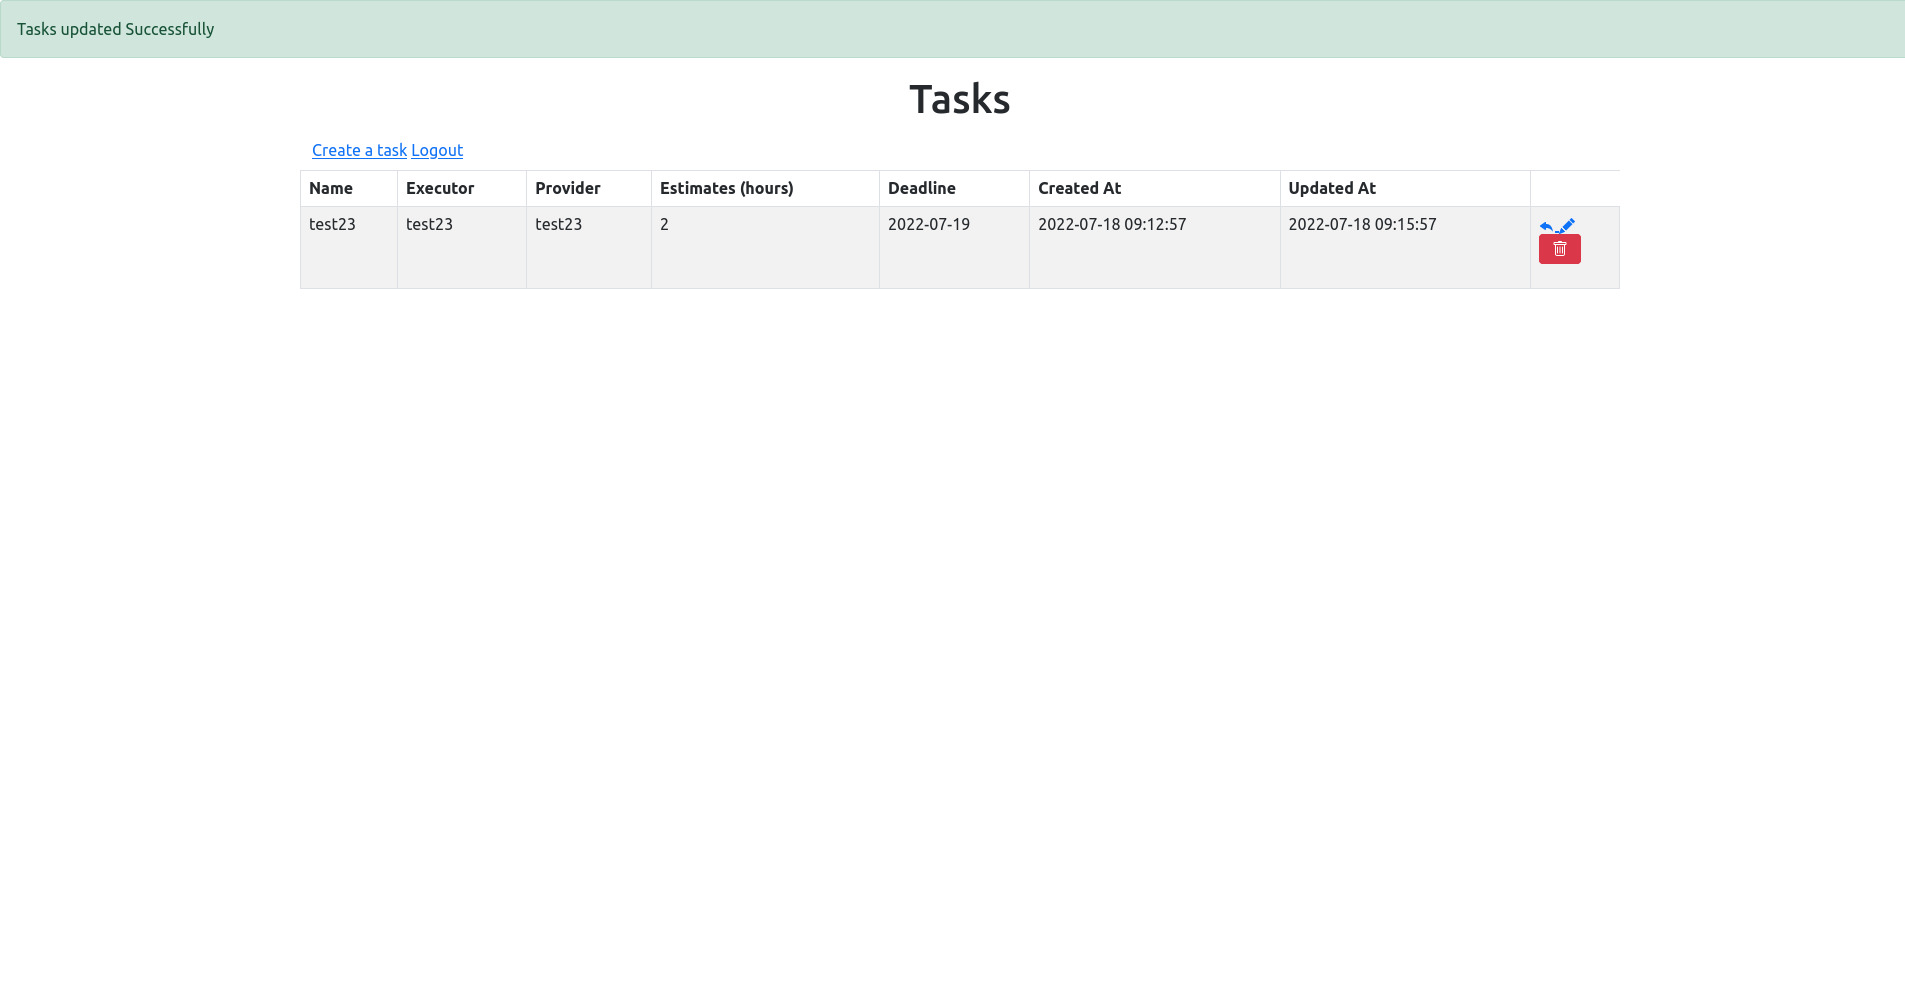 Tasks updated Successfully
Tasks
Create a task Logout
Name Executor Provider Estimates (hours) Deadline Created At Updated At
test23 test23 test23 2 2022-07-19 2022-07-18 09:12:57 2022-07-18 09:15:57